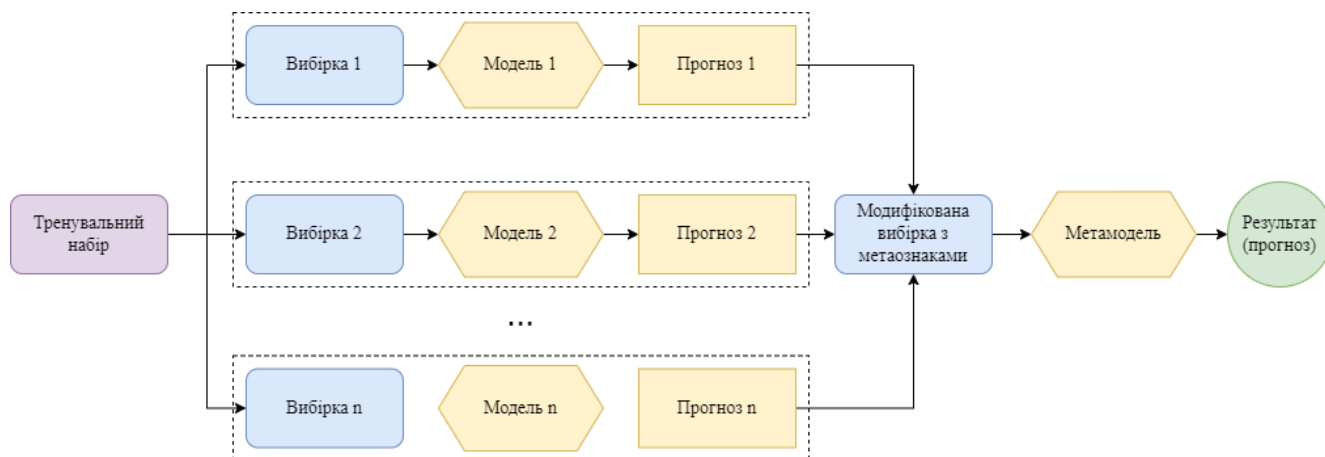 Вибірка 1
Модель 1
Прогноз 1
Тренувальний
набір
Вибірка 2
Модель 2
Прогноз 2
Модифікована
вибірка з
метаознаками
Метамодель
Результат
(прогноз)
...
Вибірка n
Модель n
Прогноз n